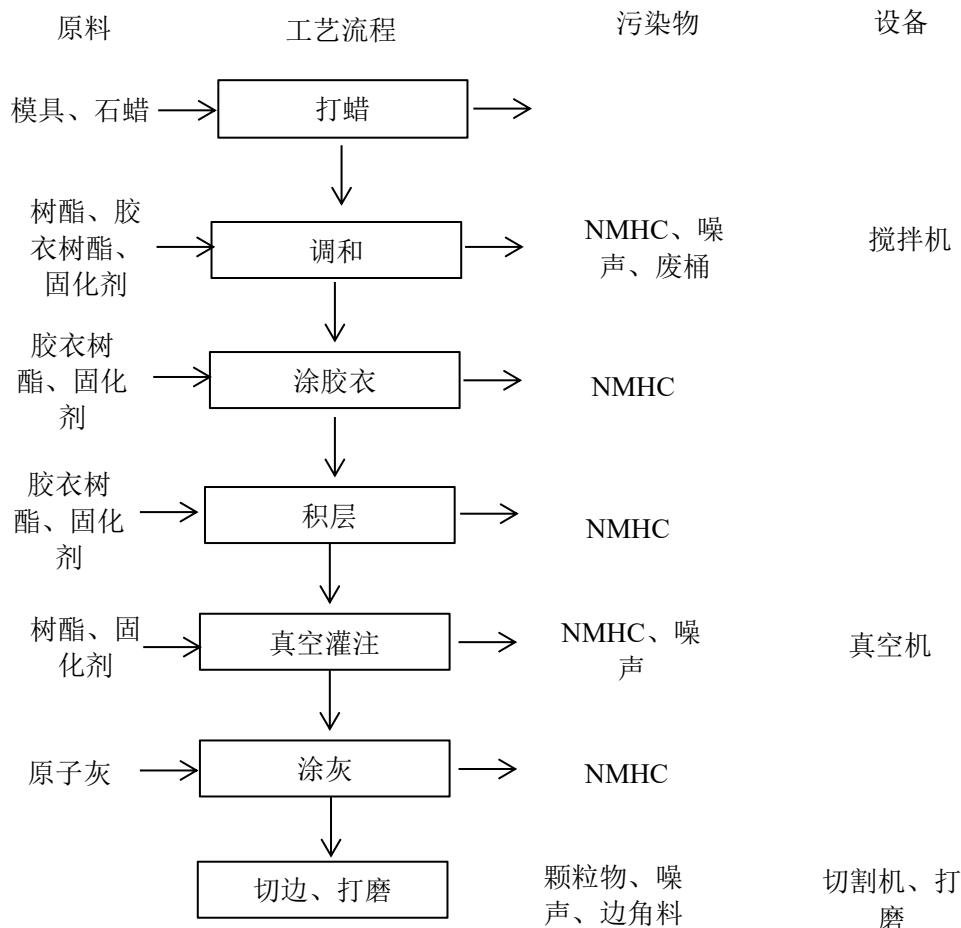 原料
工艺流程
污染物
设备
模具、石蜡
打蜡
树酯、胶
衣树酯、
固化剂
调和
NMHC、噪
声、废桶
搅拌机
胶衣树
酯、固化
剂
涂胶衣
NMHC
胶衣树
酯、固化
剂
积层
NMHC
树酯、固
化剂
真空灌注
NMHC、噪
声
真空机
原子灰
涂灰
NMHC
切边、打磨
颗粒物、噪
声、边角料
切割机、打
磨